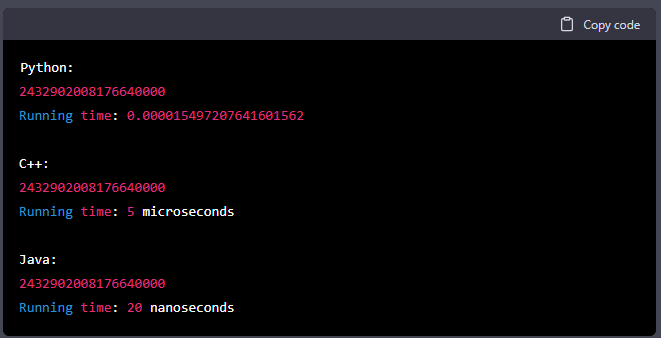 Copy code
Python:
2432902008176640000
Running time: 0.000015497207641601562
C++:
2432902008176640000
Running time: 5 microseconds
Java:
2432902008176640000
Running time: 20 nanoseconds